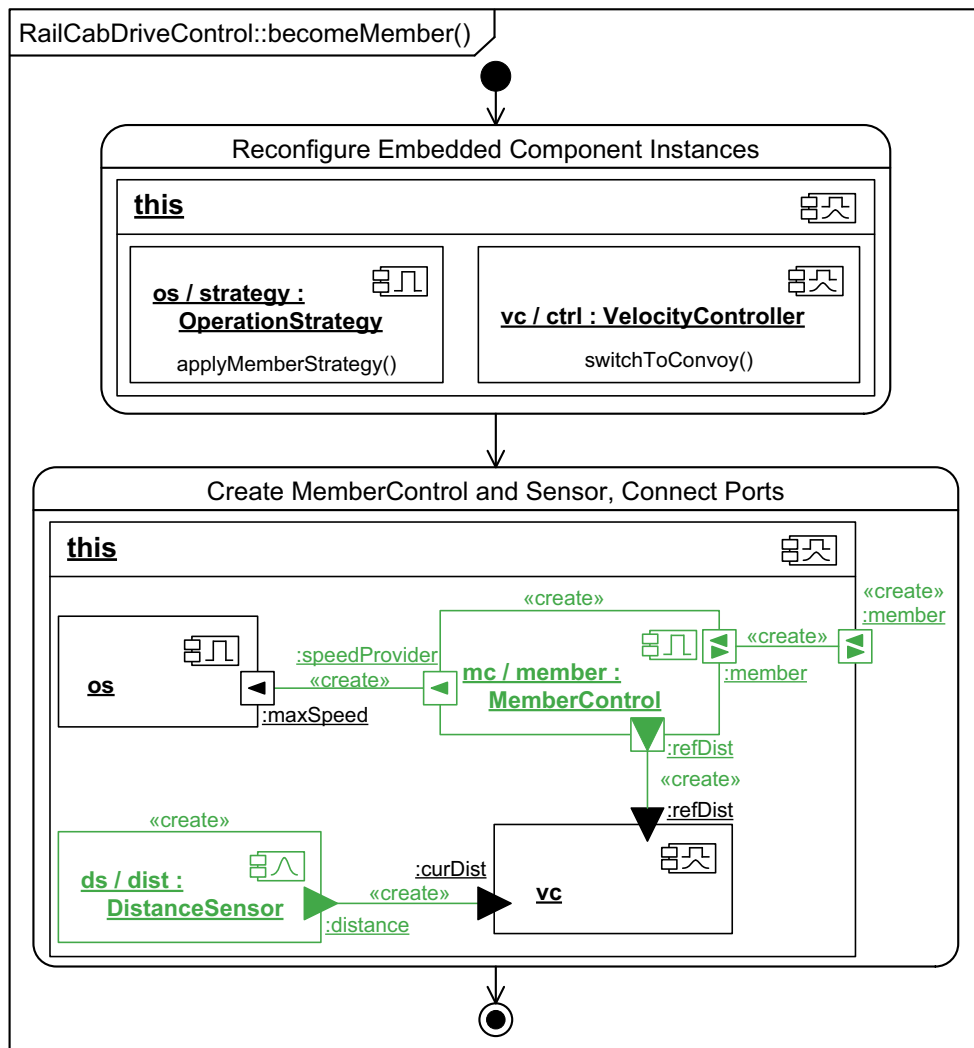 RailCabDriveControl::becomeMember()
Reconfigure Embedded Component Instances
this
os / strategy :
OperationStrategy
applyMemberStrategy()
vc / ctrl : VelocityController
switchToConvoy()
Create MemberControl and Sensor, Connect Ports
this
«create»
:member
«create»
«create»
:member
mc / member :
MemberControl
:speedProvider
«create»
os
:maxSpeed
:refDist
«create»
:refDist
«create»
ds / dist :
DistanceSensor
:distance
«create»
:curDist
vc